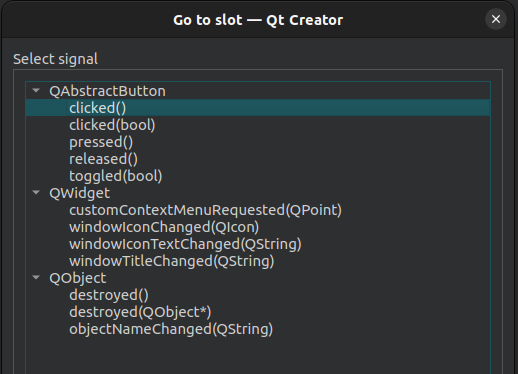 Go to slot — Qt Creator
Select signal
QAbstractButton
clicked()
clicked(bool)
pressed()
released()
toggled(bool)
QWidget
customContextMenuRequested(QPoint)
windowIconChanged(QIcon)
windowIconTextChanged(QString)
windowTitleChanged(QString)
QObject
destroyed()
destroyed(QObject*)
objectNameChanged(QString)